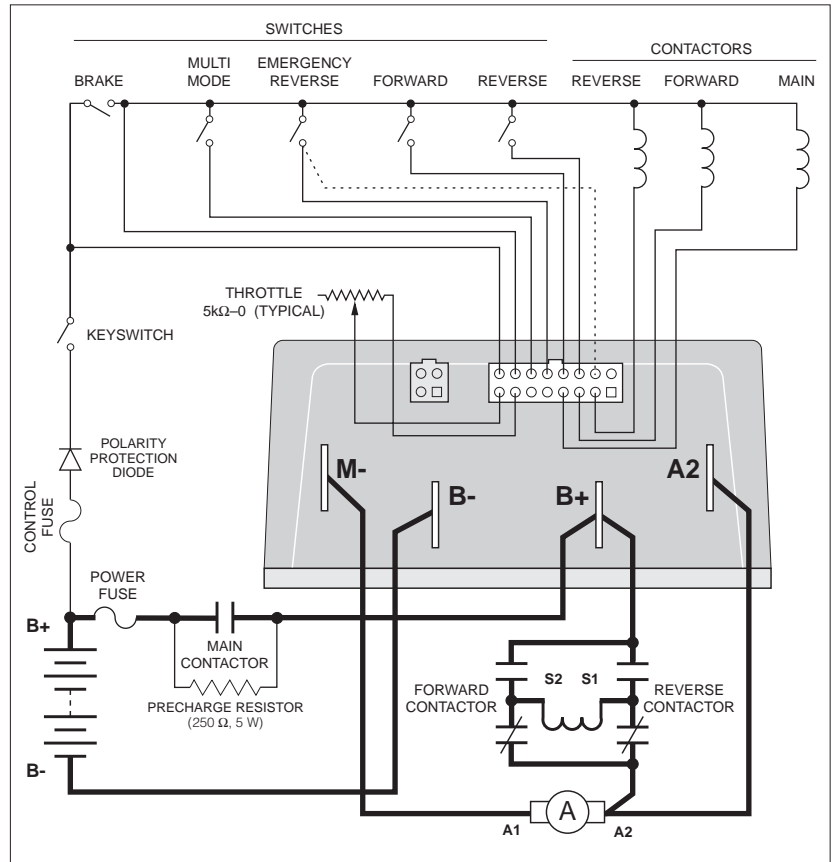 SWITCHES
CONTACTORS
BRAKE
MULTI
MODE
EMERGENCY
REVERSE
FORWARD
REVERSE
REVERSE
FORWARD
MAIN
THROTTLE
5kΩ–0 (TYPICAL)
KEYSWITCH
POLARITY
PROTECTION
DIODE
CONTROL
FUSE
M-
B-
B+
A2
POWER
FUSE
B+
MAIN
CONTACTOR
PRECHARGE RESISTOR
(250 Ω, 5 W)
FORWARD
CONTACTOR
S2
S1
REVERSE
CONTACTOR
B-
A
A1
A2